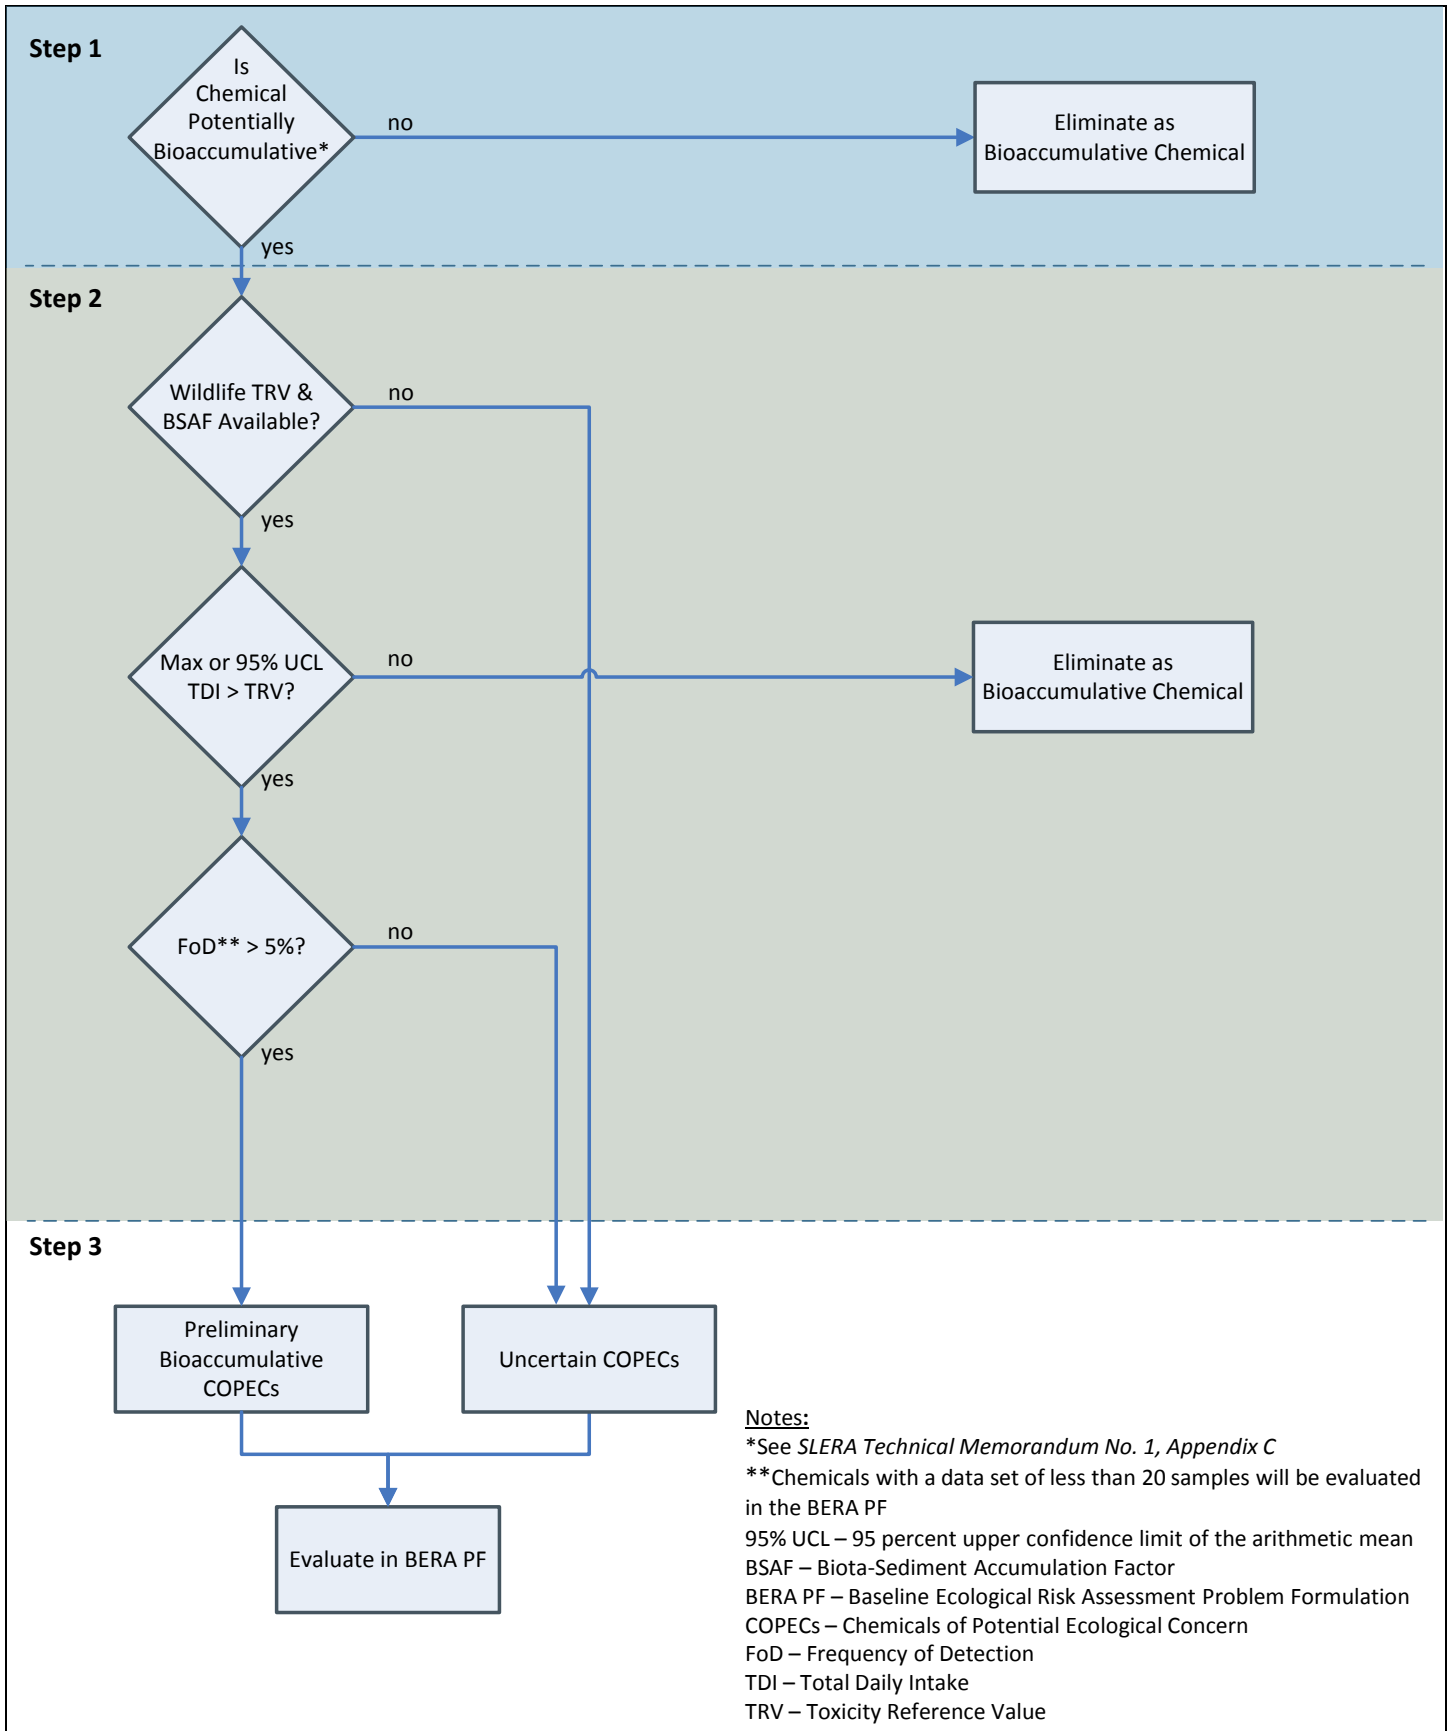 Step 1
Is
Chemical
Potentially
Bioaccumulative*
no
Eliminate as
Bioaccumulative Chemical
yes
Step 2
Wildlife TRV &
BSAF Available?
no
yes
Max or 95% UCL
TDI > TRV?
no
Eliminate as
Bioaccumulative Chemical
yes
FoD** > 5%?
no
yes
Step 3
Preliminary
Bioaccumulative
COPECs
Uncertain COPECs
Evaluate in BERA PF
Notes:
*See SLERA Technical Memorandum No. 1, Appendix C
**Chemicals with a data set of less than 20 samples will be evaluated
in the BERA PF
95% UCL – 95 percent upper confidence limit of the arithmetic mean
BSAF – Biota-Sediment Accumulation Factor
BERA PF – Baseline Ecological Risk Assessment Problem Formulation
COPECs – Chemicals of Potential Ecological Concern
FoD – Frequency of Detection
TDI – Total Daily Intake
TRV – Toxicity Reference Value